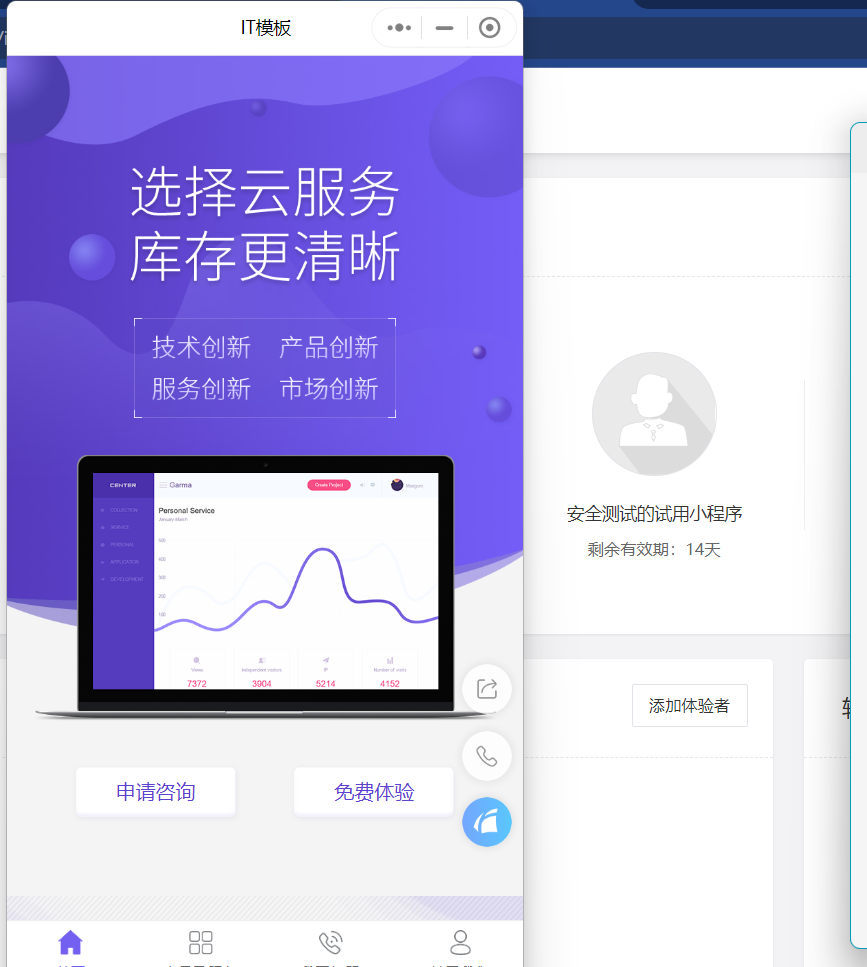 IT模板
选择云服务
库存更清晰
技术创新 产品创新
服务创新 市场创新
CENTER
Garma
Create Project
COLLECTION
SERVICE
PERSONAL
APPLICATION
DEVELOPMENT
Personal Service
January-March
500
400
300
200
100
Views
Independent visitors
IP
Number of visits
7372
3904
5214
4152
申请咨询
免费体验
安全测试的试用小程序
剩余有效期：14天
添加体验者